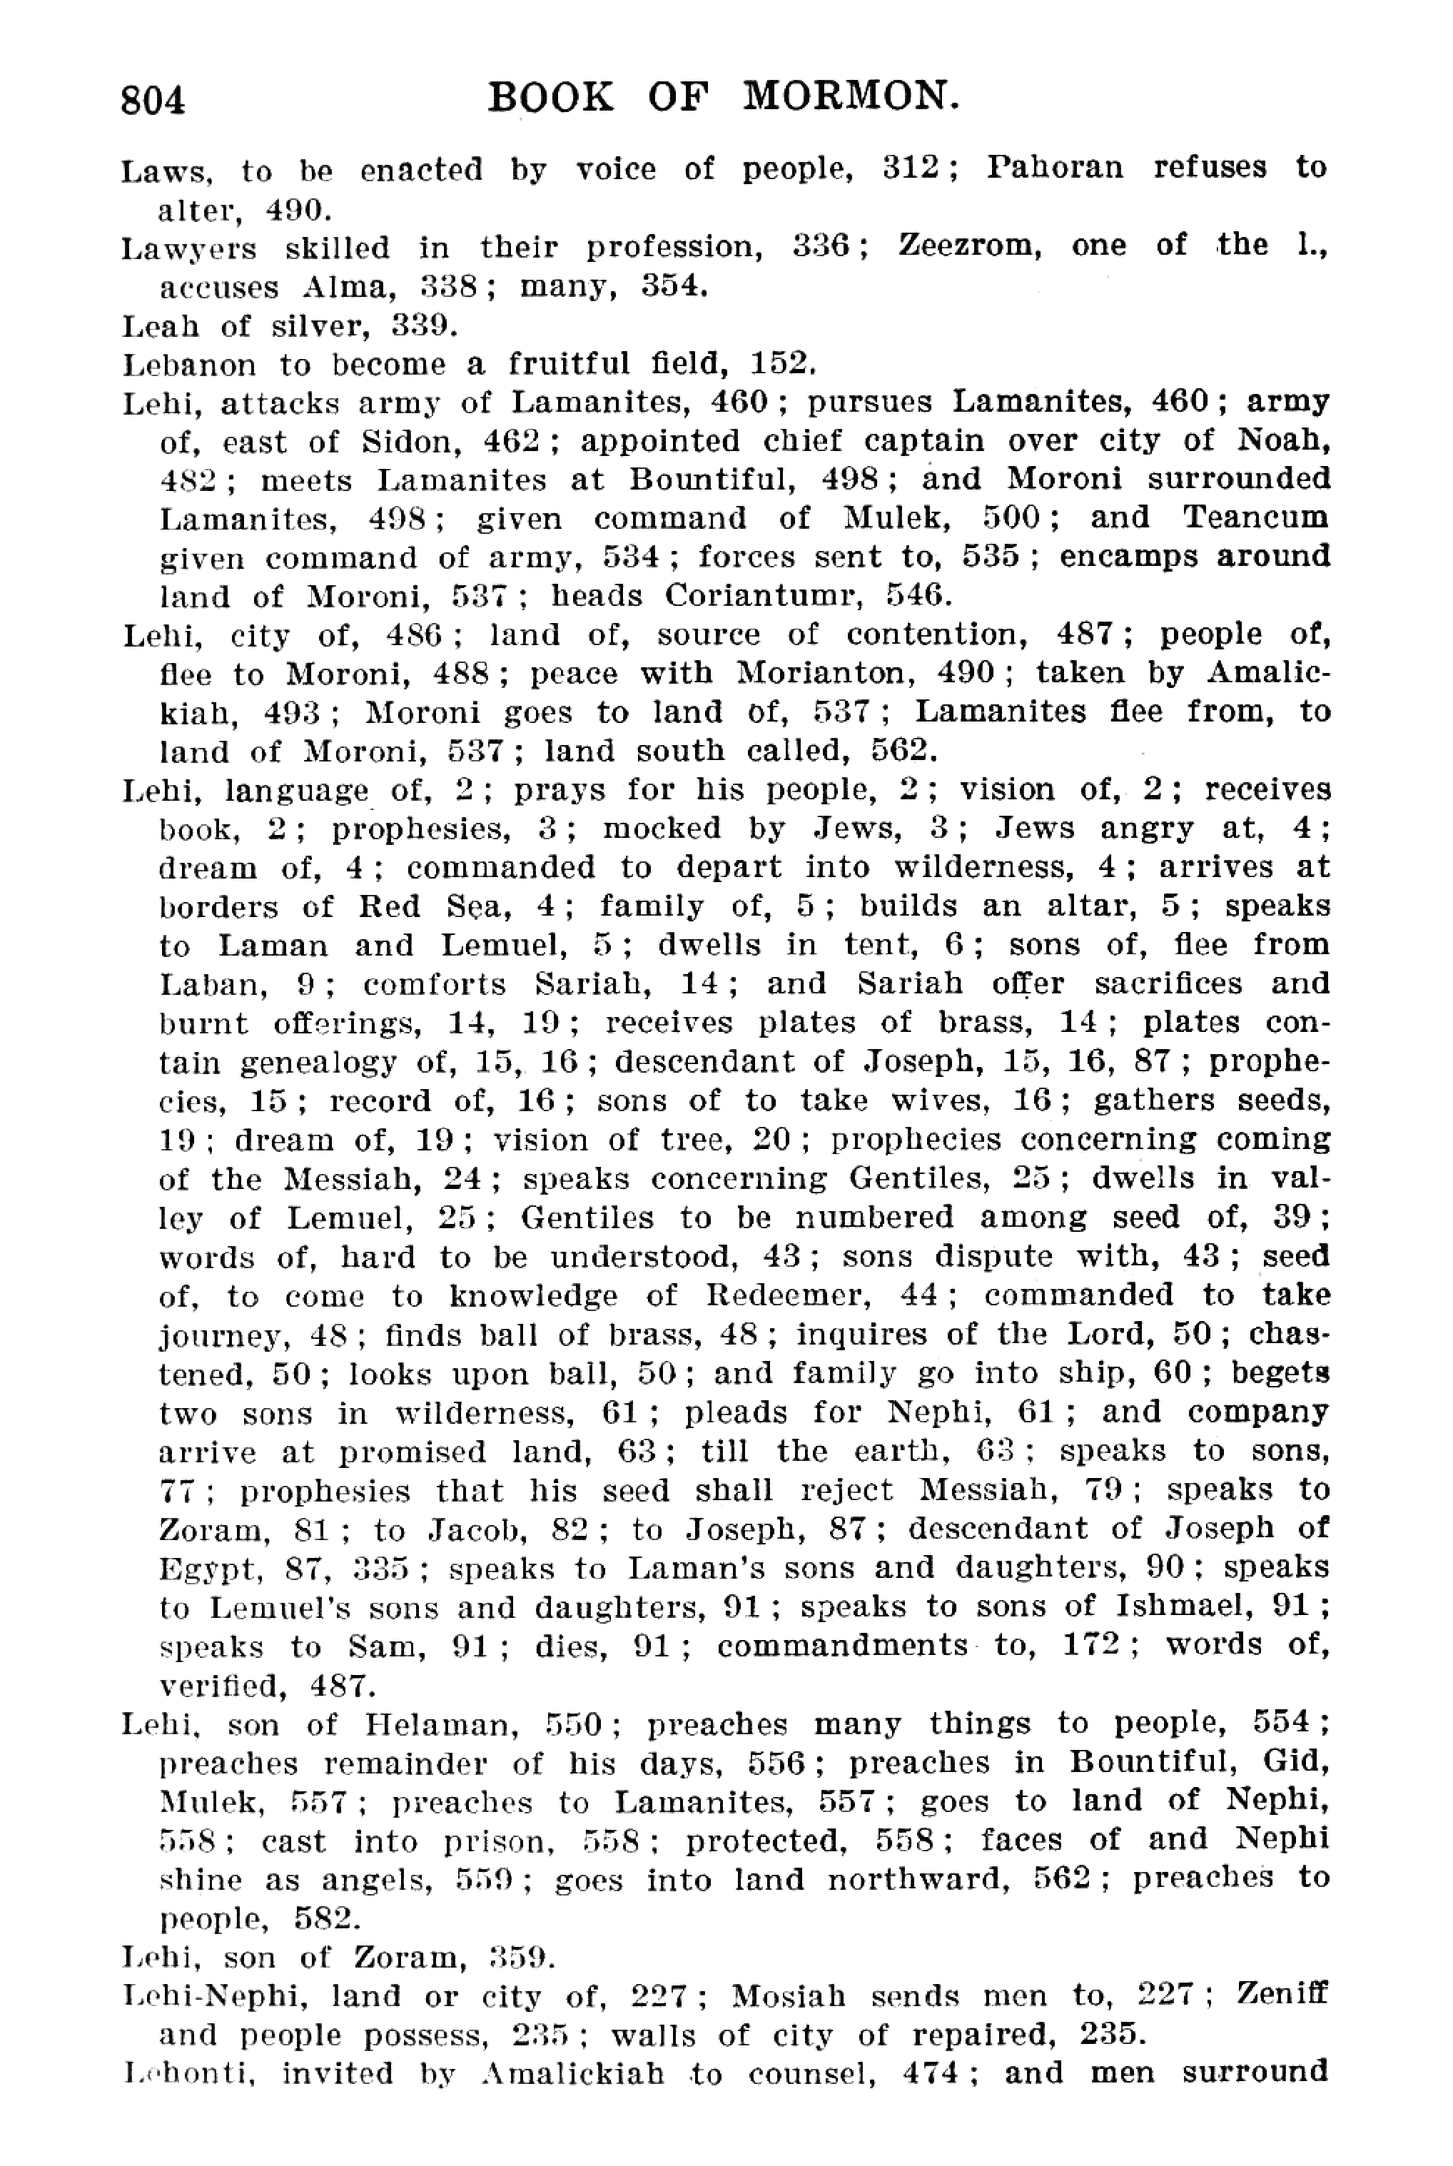 804 BOOK OF MORMON.
Laws, to be enacted by voice of people, 312; Pahoran refuses to
alter, 490.
Lawyers skilled in their profession, 336; Zeezrom, one of the l.,
accuses Alma, 338; many, 354.
Leah of silver, 339.
Lebanon to become a fruitful field, 152.
Lehi, attacks army of Lamanites, 460; pursues Lamanites, 460; army
of, east of Sidon, 462; appointed chief captain over city of Noah,
482; meets Lamanites at Bountiful, 498; and Moroni surrounded
Lamanites, 498; given command of Mulek, 500; and Teancum
given command of army, 534; forces sent to, 535; encamps around
land of Moroni, 537; heads Coriantumr, 546.
Lehi, city of, 486; land of, source of contention, 487; people of,
flee to Moroni, 488; peace with Morianton, 490; taken by Amalic-
kiah, 493; Moroni goes to land of, 537; Lamanites flee from, to
land of Moroni, 537; land south called, 562.
Lehi, language of, 2; prays for his people, 2; vision of, 2; receives
book, 2; prophesies, 3; mocked by Jews, 3; Jews angry at, 4;
dream of, 4; commanded to depart into wilderness, 4; arrives at
borders of Red Sea, 4; family of, 5; builds an altar, 5; speaks
to Laman and Lemuel, 5; dwells in tent, 6; sons of, flee from
Laban, 9; comforts Sariah, 14; and Sariah offer sacrifices and
burnt offerings, 14, 19; receives plates of brass, 14; plates con-
tain genealogy of, 15, 16; descendant of Joseph, 15, 16, 87; prophe-
cies, 15; record of, 16; sons of to take wives, 16; gathers seeds,
19; dream of, 19; vision of tree, 20; prophecies concerning coming
of the Messiah, 24; speaks concerning Gentiles, 25; dwells in val-
ley of Lemuel, 25; Gentiles to be numbered among seed of, 39;
words of, hard to be understood, 43; sons dispute with, 43; seed
of, to come to knowledge of Redeemer, 44; commanded to take
journey, 48; finds ball of brass, 48; inquires of the Lord, 50; chas-
tened, 50; looks upon ball, 50; and family go into ship, 60; begets
two sons in wilderness, 61; pleads for Nephi, 61; and company
arrive at promised land, 63; till the earth, 63; speaks to sons,
77; prophesies that his seed shall reject Messiah, 79; speaks to
Zoram, 81; to Jacob, 82; to Joseph, 87; descendant of Joseph of
Egypt, 87, 335; speaks to Laman's sons and daughters, 90; speaks
to Lemuel's sons and daughters, 91; speaks to sons of Ishmael, 91;
speaks to Sam, 91; dies, 91; commandments to, 172; words of,
verified, 487.
Lehi, son of Helaman, 550; preaches many things to people, 554;
preaches remainder of his days, 556; preaches in Bountiful, Gid,
Mulek, 557; preaches to Lamanites, 557; goes to land of Nephi,
558; cast into prison, 558; protected, 558; faces of and Nephi
shine as angels, 559; goes into land northward, 562; preaches to
people, 582.
Lehi, son of Zoram, 359.
Lehi-Nephi, land or city of, 227; Mosiah sends men to, 227; Zeniff
and people possess, 235; walls of city of repaired, 235.
Lehonti, invited by Amalickiah to counsel, 474; and men surround